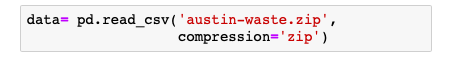 data= pd.read_csv('austin-waste.zip',
compression='zip')